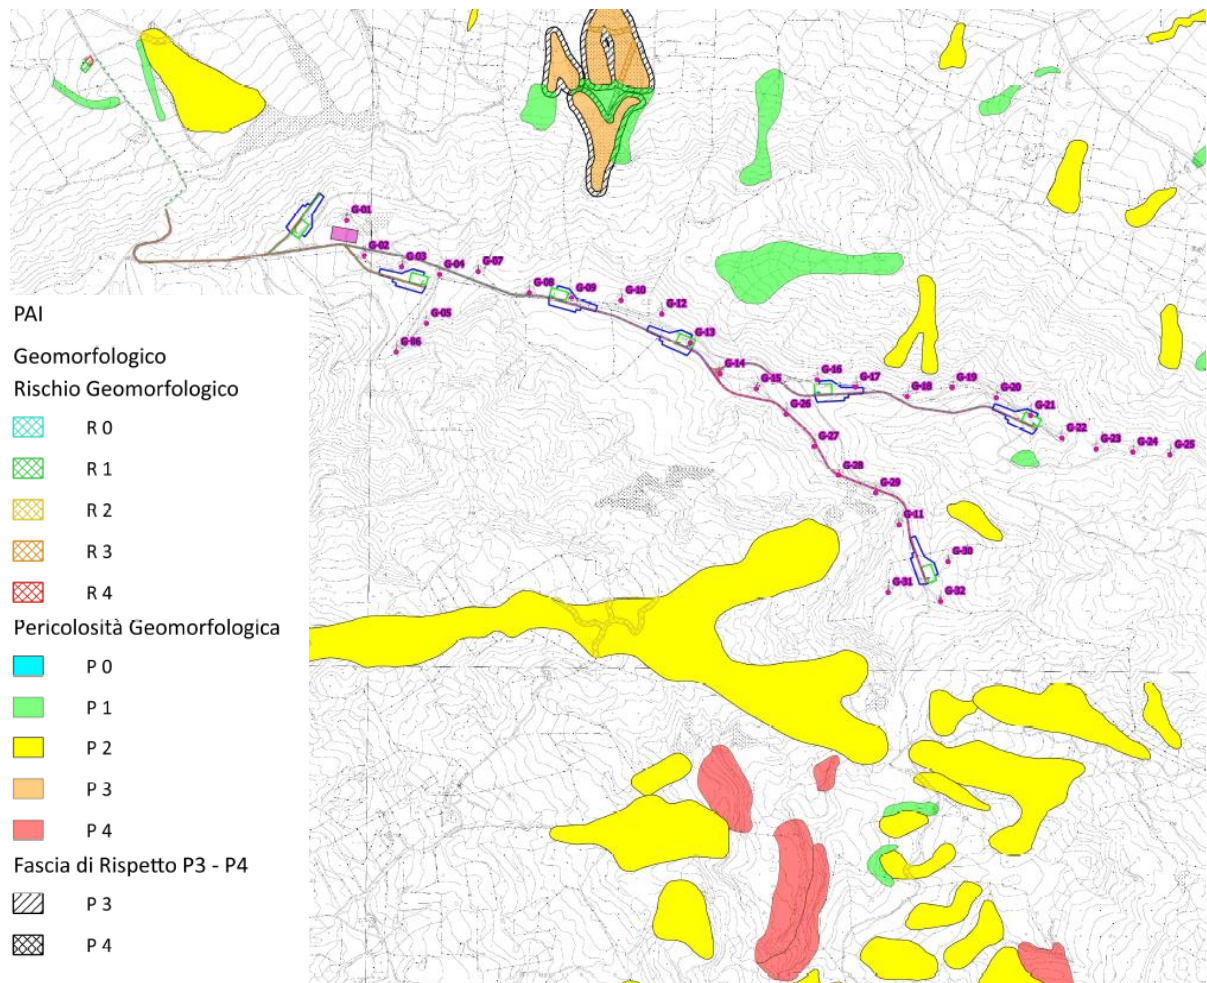 G-01
G-02
G-03
G-04
G-07
G-08
G-09
G-10
G-12
G-05
G-06
G-13
G-14
G-15
G-16
G-17
G-18
G-19
G-20
G-21
G-22
G-23
G-24
G-25
G-26
G-27
G-28
G-29
G-11
G-30
G-31
G-32
PAI
Geomorfologico
Rischio Geomorfologico
R 0
R 1
R 2
R 3
R 4
Pericolosità Geomorfologica
P 0
P 1
P 2
P 3
P 4
Fascia di Rispetto P3 - P4
P 3
P 4